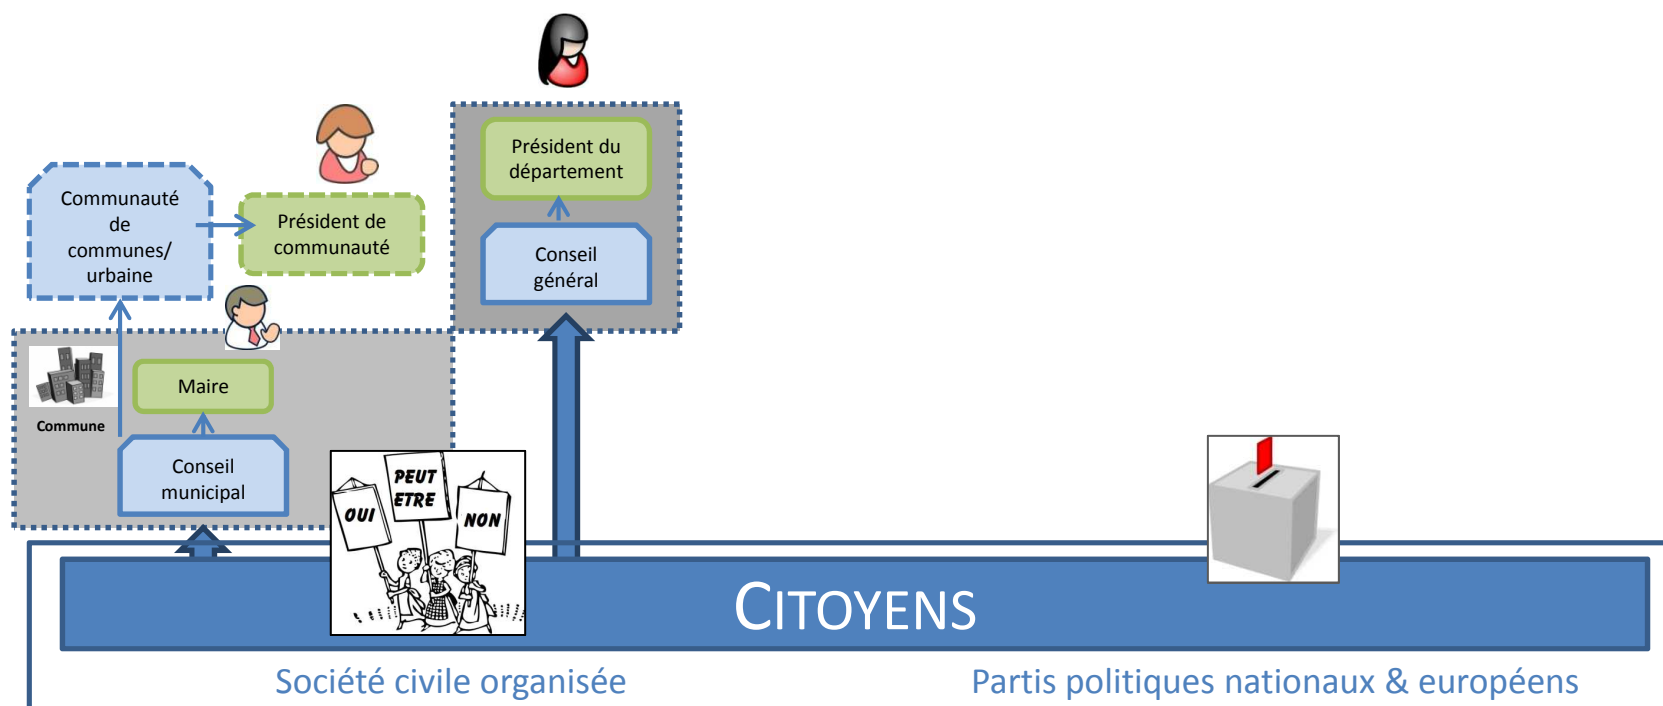 Président du
département
Communauté
de
communes/
urbaine
Président de
communauté
Conseil
général
Maire
Commune
Conseil
municipal
OUI
PEUT
ETRE
NON
CITOYENS
Société civile organisée
Partis politiques nationaux & européens